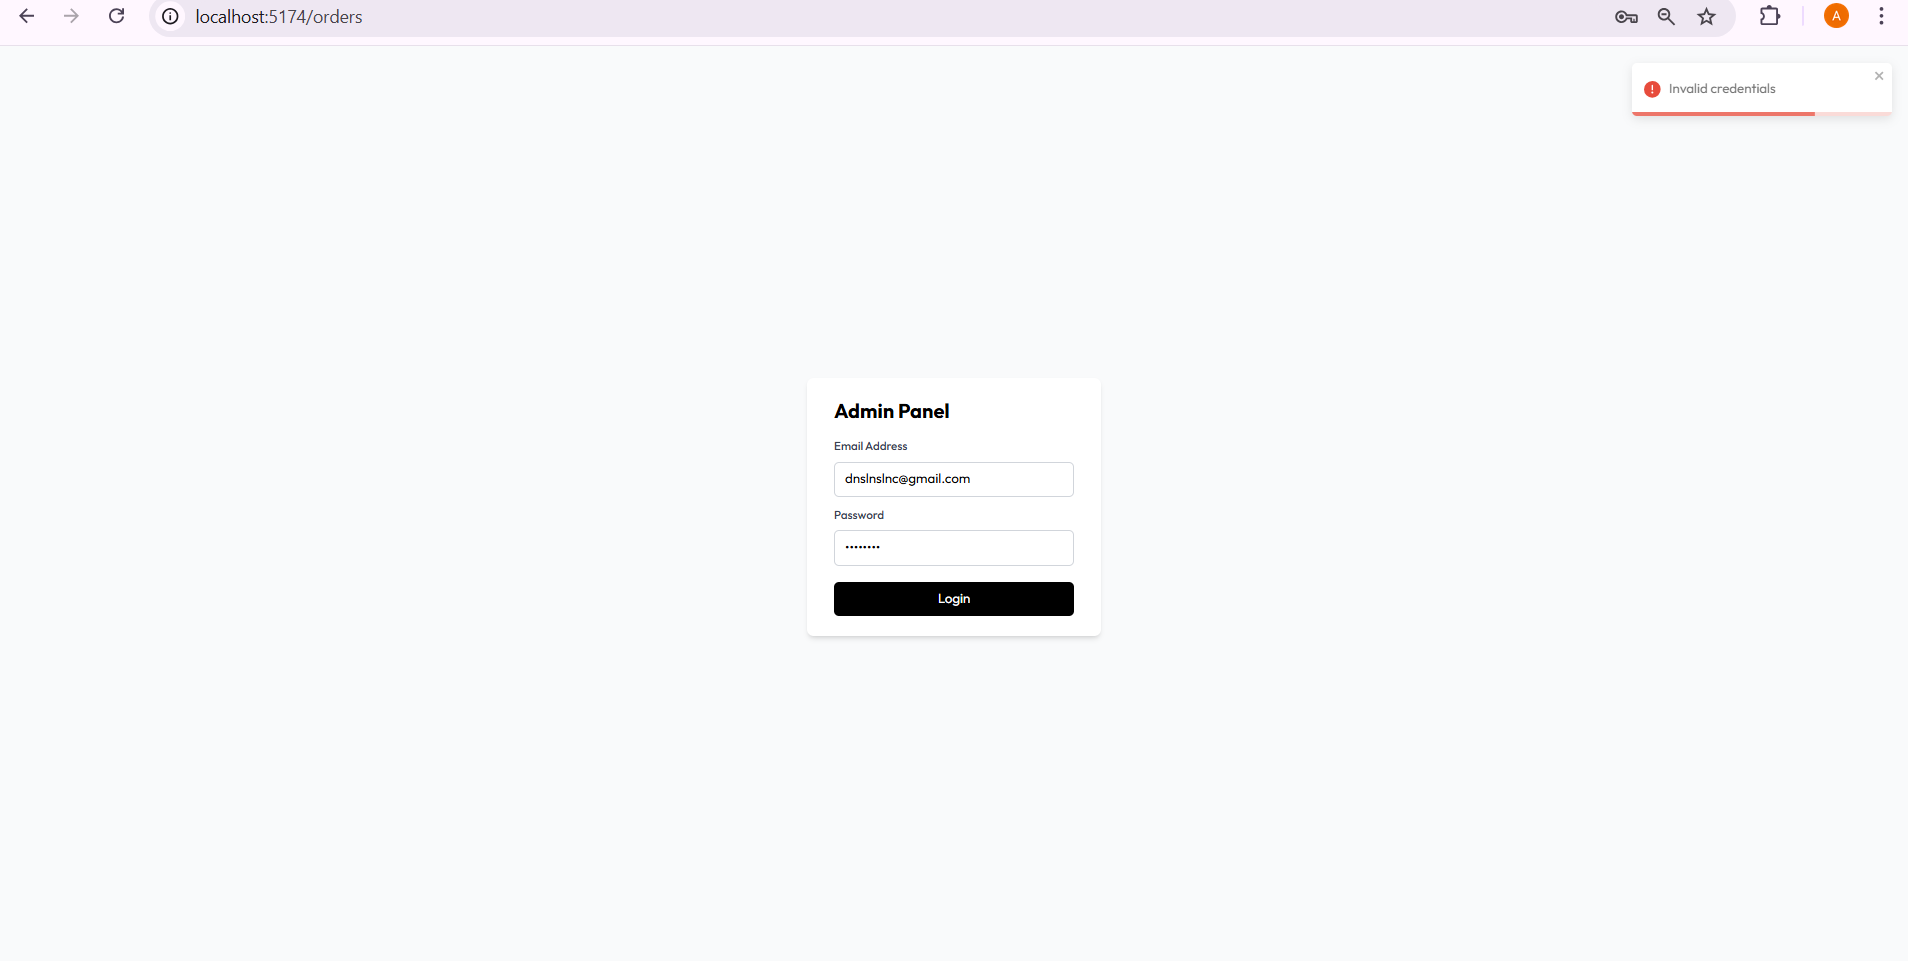 localhost:5174/orders
A
Invalid credentials
Admin Panel
Email Address
dnslnslnc@gmail.com
Password
••••••••
Login